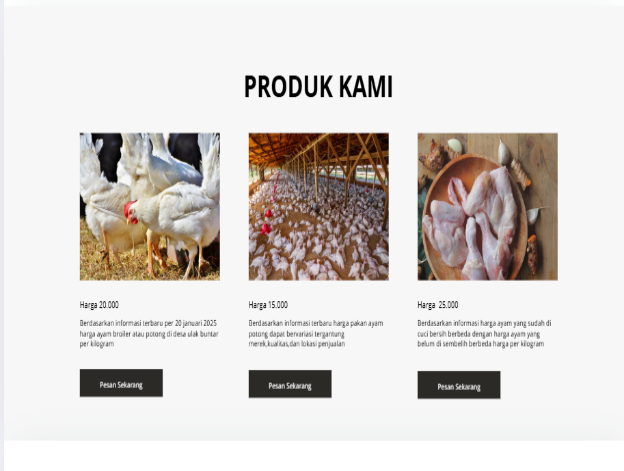 PRODUK KAMI
Harga 20.000
Berdasarkan informasi terbaru per 20 januari 2025
harga ayam broiler atau potong di desa ulak buntar
per kilogram
Pesan Sekarang
Harga 15.000
Berdasarkan informasi terbaru harga pakan ayam
potong dapat bervariasi tergantung
merek,kualitas,dan lokasi penjualan
Pesan Sekarang
Harga  25.000
Berdasarkan informasi harga ayam yang sudah di
cuci bersih berbeda dengan harga ayam yang
belum di sembelih berbeda harga per kilogram
Pesan Sekarang